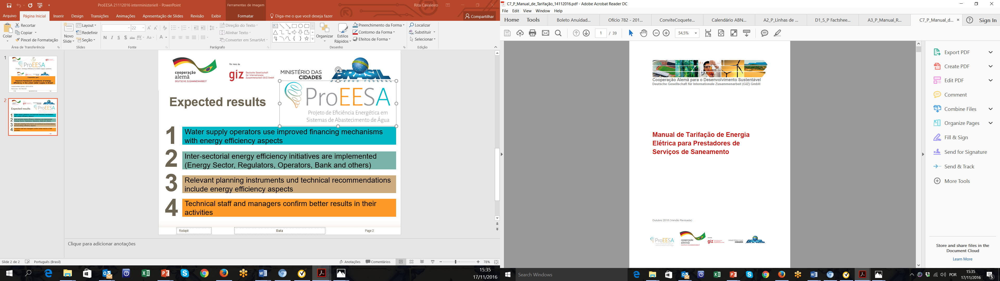 ProEESA 21112016 interministeriell - PowerPoint
Ferramentas de Imagem
Rita Cavaleiro
Arquivo
Página Inicial
Inserir
Design
Transições
Animações
Apresentação de Slides
Revisão
Exibir
Formatar
Diga-me o que você deseja fazer
Compartilhar
Colar
Recortar
Copiar
Pincel de Formatação
Área de Transferência
Novo
Slide
Layout
Redefinir
Seção
Slides
22
N I S S abc AV Aa A
Fonte
Direção do Texto
Alinhar Texto
Converter em SmartArt
Parágrafo
Organizar
Estilos
Rápidos
Preenchimento da Forma
Contorno da Forma
Efeitos de Forma
Desenho
Localizar
Substituir
Selecionar
Edição
1
ProEESA
Improve framework conditions of energy
efficiency in the urban water supply in Brazil
2
Expected results
cooperação
alemã
DEUTSCHE ZUSAMMENARBEIT
Por meio da:
giz
Deutsche Gesellschaft
für Internationale
Zusammenarbeit (GIZ) GmbH
MINISTÉRIO DAS
CIDADES
BRASIL
GOVERNO FEDERAL
Expected results
ProEESA
Projeto de Eficiência Energética em
Sistemas de Abastecimento de Água
1
Water supply operators use improved financing mechanisms
with energy efficiency aspects
2
Inter-sectorial energy efficiency initiatives are implemented
(Energy Sector, Regulators, Operators, Bank and others)
3
Relevant planning instruments und technical recommendations
include energy efficiency aspects
4
Technical staff and managers confirm better results in their
activities
Rodapé
Data
Page 2
Clique para adicionar anotações
Slide 2 de 2
Português (Brasil)
Anotações
Comentários
78%
15:35
17/11/2016
C7_P_Manual_de_Tarifação_14112016.pdf - Adobe Acrobat Reader DC
File Edit View Window Help
Home
Tools
Boleto Anuidad...
Ofício 782 - 201...
ConviteCoquete...
Calendário ABN...
A2_P_Linhas de ...
D1_5_P Factshee...
A3_P_Manual_R...
C7_P_Manual_d...
Sign In
1 / 39
54,5%
Cooperação Alemã para o Desenvolvimento Sustentável
Deutsche Gesellschaft für Internationale Zusammenarbeit (GIZ) GmbH
Manual de Tarifação de Energia
Elétrica para Prestadores de
Serviços de Saneamento
Outubro 2016 (Versão Revisada)
ProEESA
cooperação
alemã
DEUTSCHE ZUSAMMENARBEIT
giz
MINISTÉRIO DAS
CIDADES
BRASIL
Export PDF
Create PDF
Edit PDF
Comment
Combine Files
Organize Pages
Fill & Sign
Send for Signature
Send & Track
More Tools
Store and share files in the
Document Cloud
Learn More
Search Windows
POR
15:35
17/11/2016
5